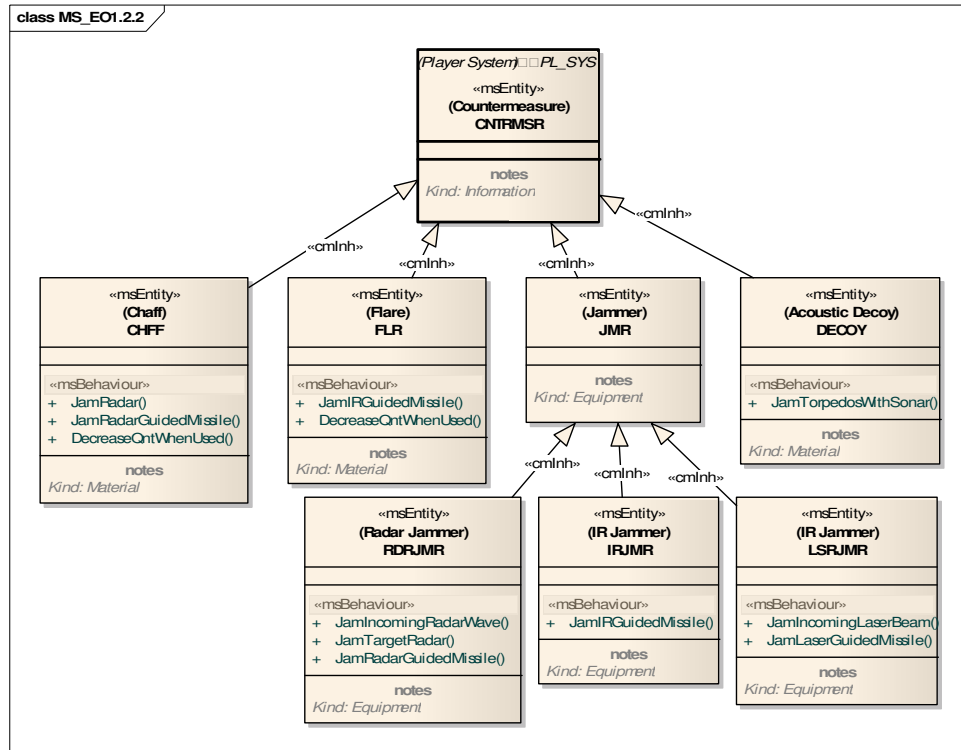 class MS_EO1.2.2
(Player System)□□PL_SYS
«msEntity»
(Countermeasure)
CNTRMSR
notes
Kind: Information
«cmInh»
«cmInh»
«cmInh»
«cmInh»
«msEntity»
(Chaff)
CHFF
«msBehaviour»
+ JamRadar()
+ JamRadarGuidedMissile()
+ DecreaseQntWhenUsed()
notes
Kind: Material
«msEntity»
(Flare)
FLR
«msBehaviour»
+ JamIRGuidedMissile()
+ DecreaseQntWhenUsed()
notes
Kind: Material
«msEntity»
(Jammer)
JMR
notes
Kind: Equipment
«msEntity»
(Acoustic Decoy)
DECOY
«msBehaviour»
+ JamTorpedosWithSonar()
notes
Kind: Material
«cmInh»
«cmInh»
«cmInh»
«msEntity»
(Radar Jammer)
RDRJMR
«msBehaviour»
+ JamIncomingRadarWave()
+ JamTargetRadar()
+ JamRadarGuidedMissile()
notes
Kind: Equipment
«msEntity»
(IR Jammer)
IRJMR
«msBehaviour»
+ JamIRGuidedMissile()
notes
Kind: Equipment
«msEntity»
(IR Jammer)
LSRJMR
«msBehaviour»
+ JamIncomingLaserBeam()
+ JamLaserGuidedMissile()
notes
Kind: Equipment